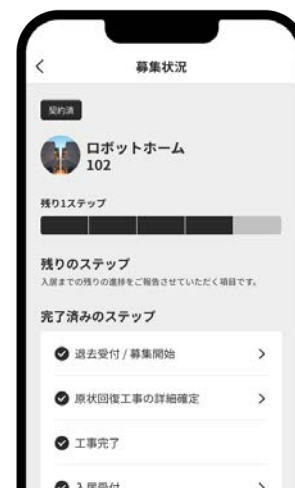 募集状況
契約済
ロボットホーム
102
残り1ステップ
残りのステップ
入居までの残りの進捗をご報告させていただく項目です。
完了済みのステップ
退去受付 / 募集開始
原状回復工事の詳細確定
工事完了
入居受付